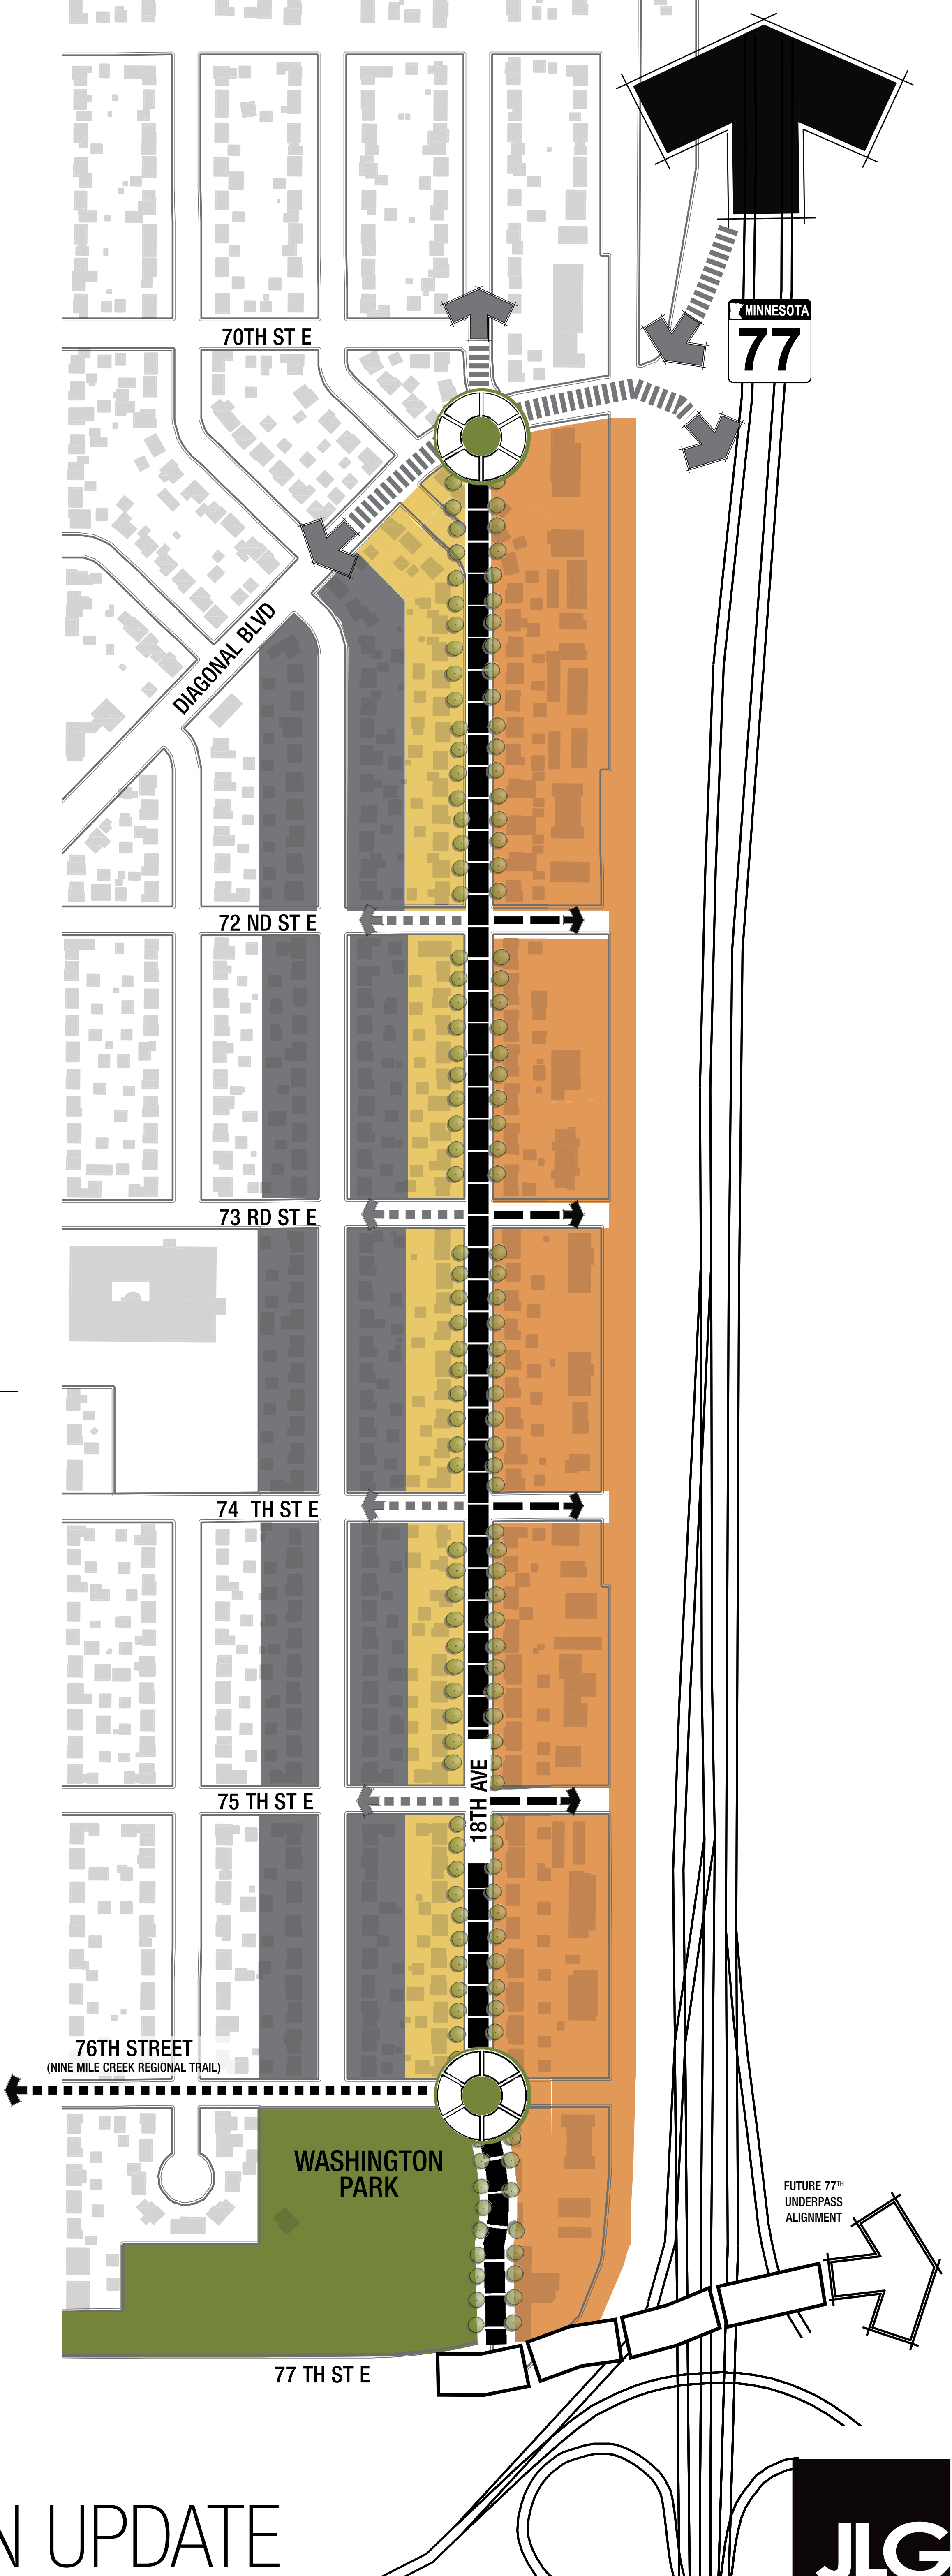 MINNESOTA
77
70TH ST E
DIAGONAL BLVD
72 ND ST E
73 RD ST E
74 TH ST E
18TH AVE
75 TH ST E
76TH STREET
(NINE MILE CREEK REGIONAL TRAIL)
WASHINGTON
PARK
FUTURE 77TH
UNDERPASS
ALIGNMENT
77 TH ST E
N UPDATE
JLG